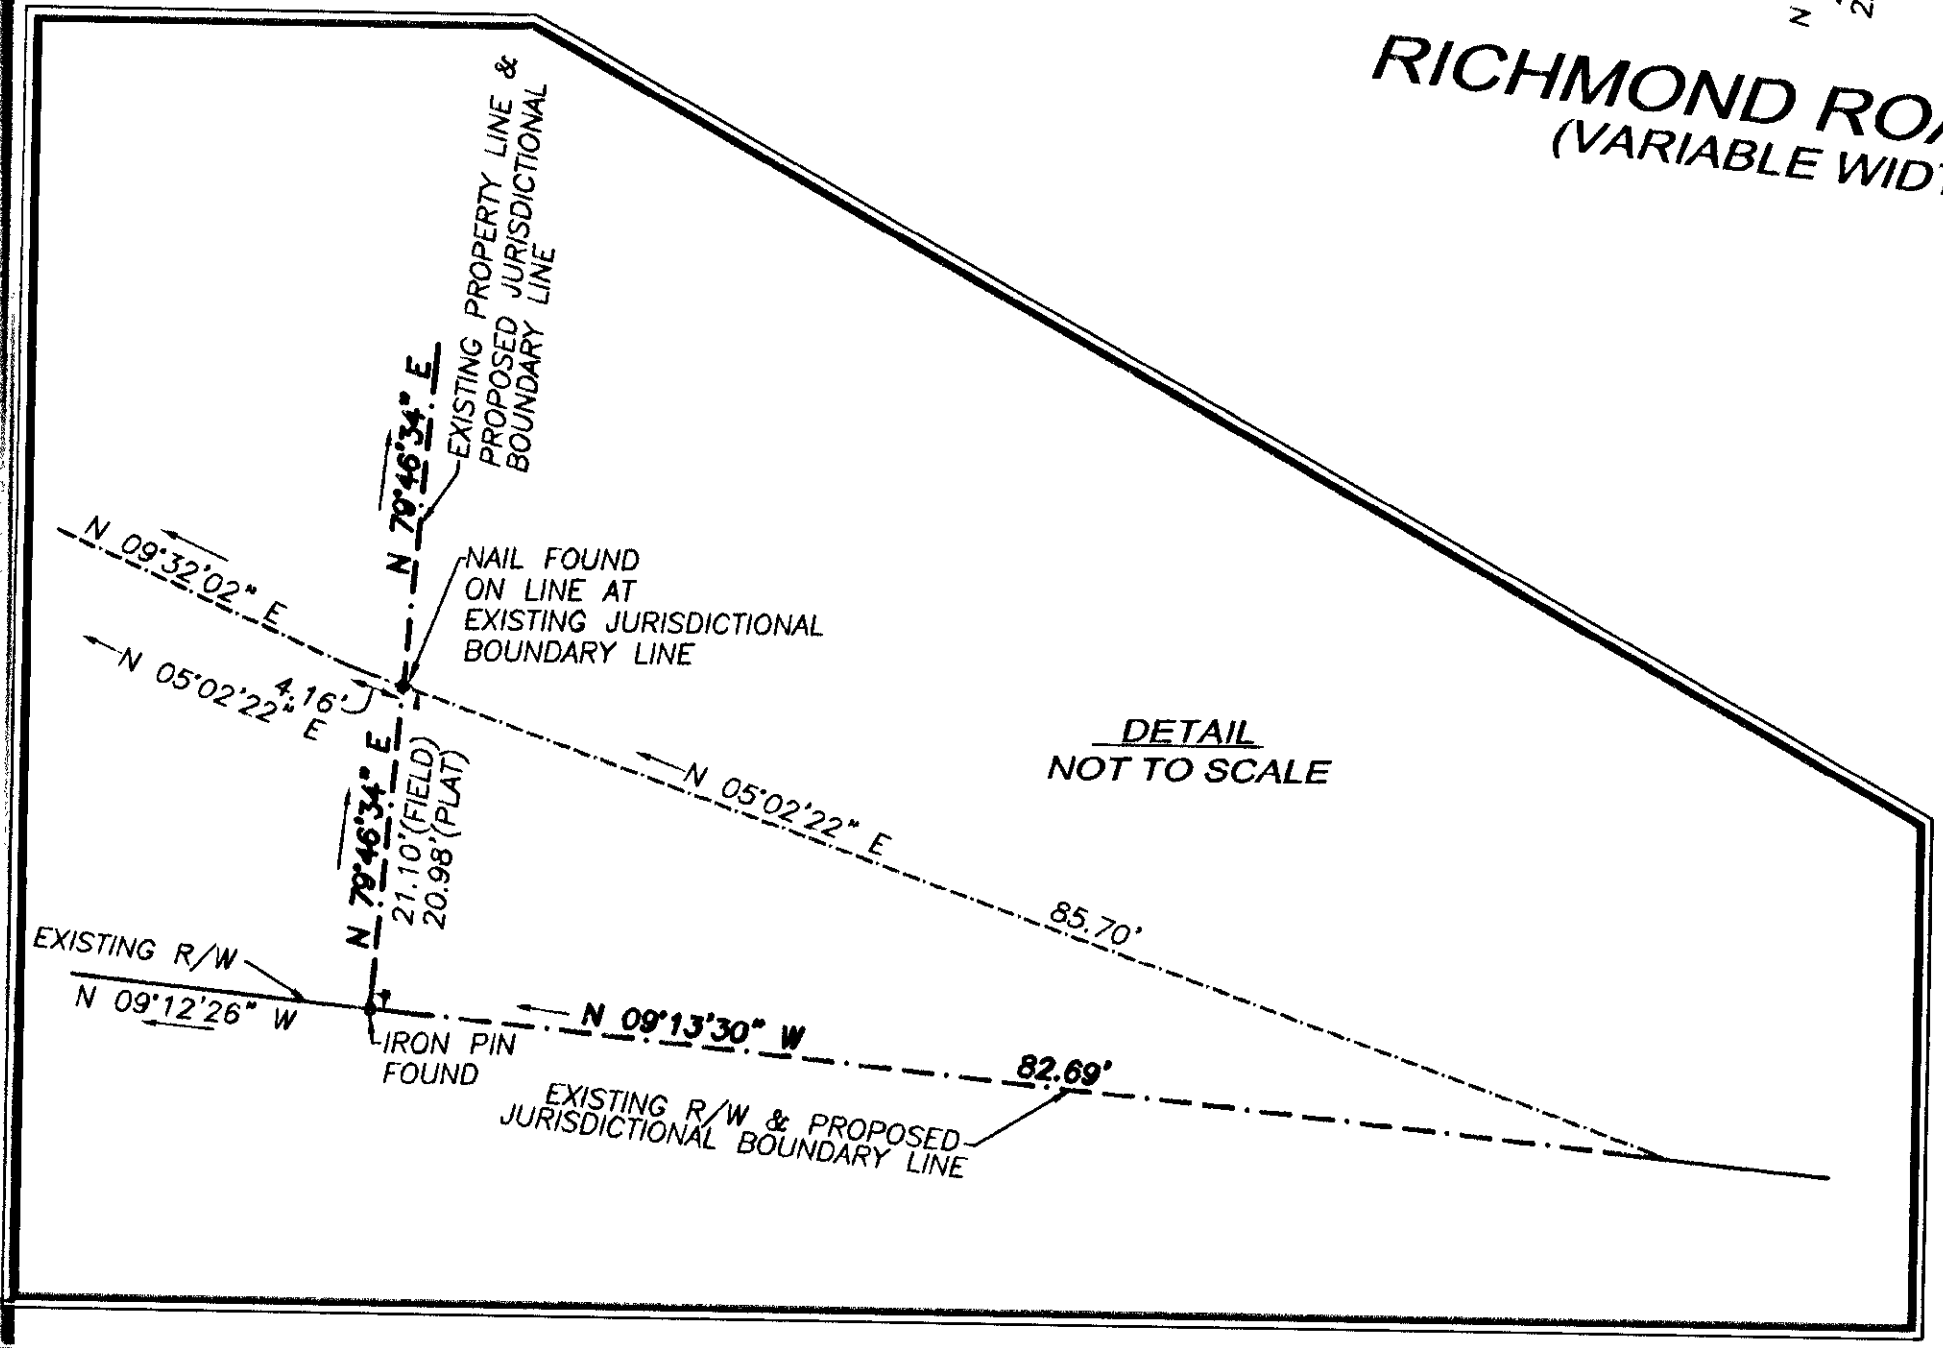 RICHMOND ROA
(VARIABLE WIDT
N
2
EXISTING PROPERTY LINE &
PROPOSED JURISDICTIONAL
BOUNDARY LINE
N 79°46'34" E
NAIL FOUND
ON LINE AT
EXISTING JURISDICTIONAL
BOUNDARY LINE
N 09°32'02" E
N 05°02'22" E
4.16'
N 79°46'34" E
21.10'(FIELD)
20.98'(PLAT)
DETAIL
NOT TO SCALE
N 05°02'22" E
85.70'
EXISTING R/W
N 09°12'26" W
IRON PIN
FOUND
N 09°13'30" W
82.69'
EXISTING R/W & PROPOSED
JURISDICTIONAL BOUNDARY LINE